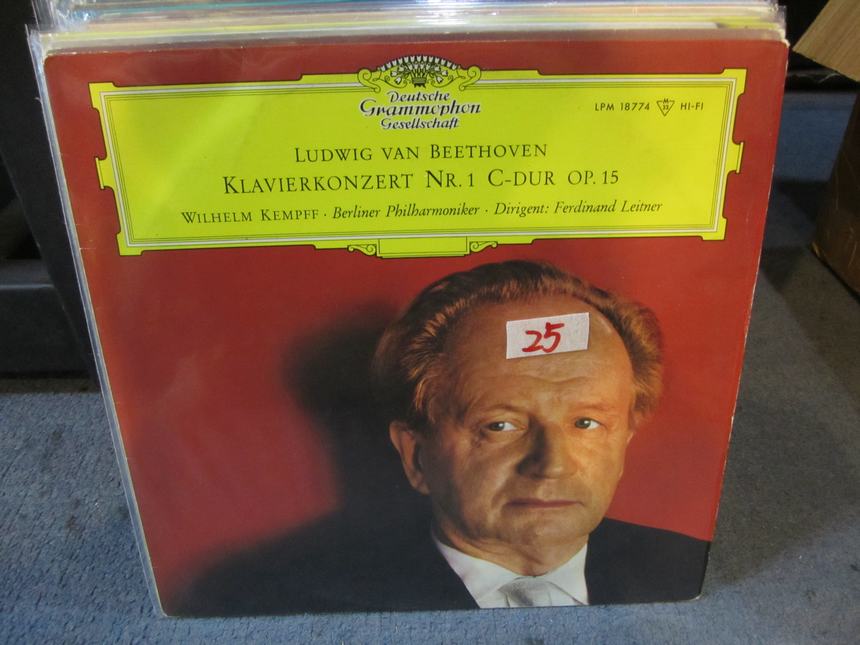 Deutsche
Grammophon
Gesellschaft
LPM 18774 M 33 HI-FI
LUDWIG VAN BEETHOVEN
KLAVIERKONZERT NR. 1 C-DUR OP. 15
WILHELM KEMPFF · Berliner Philharmoniker · Dirigent: Ferdinand Leitner
25